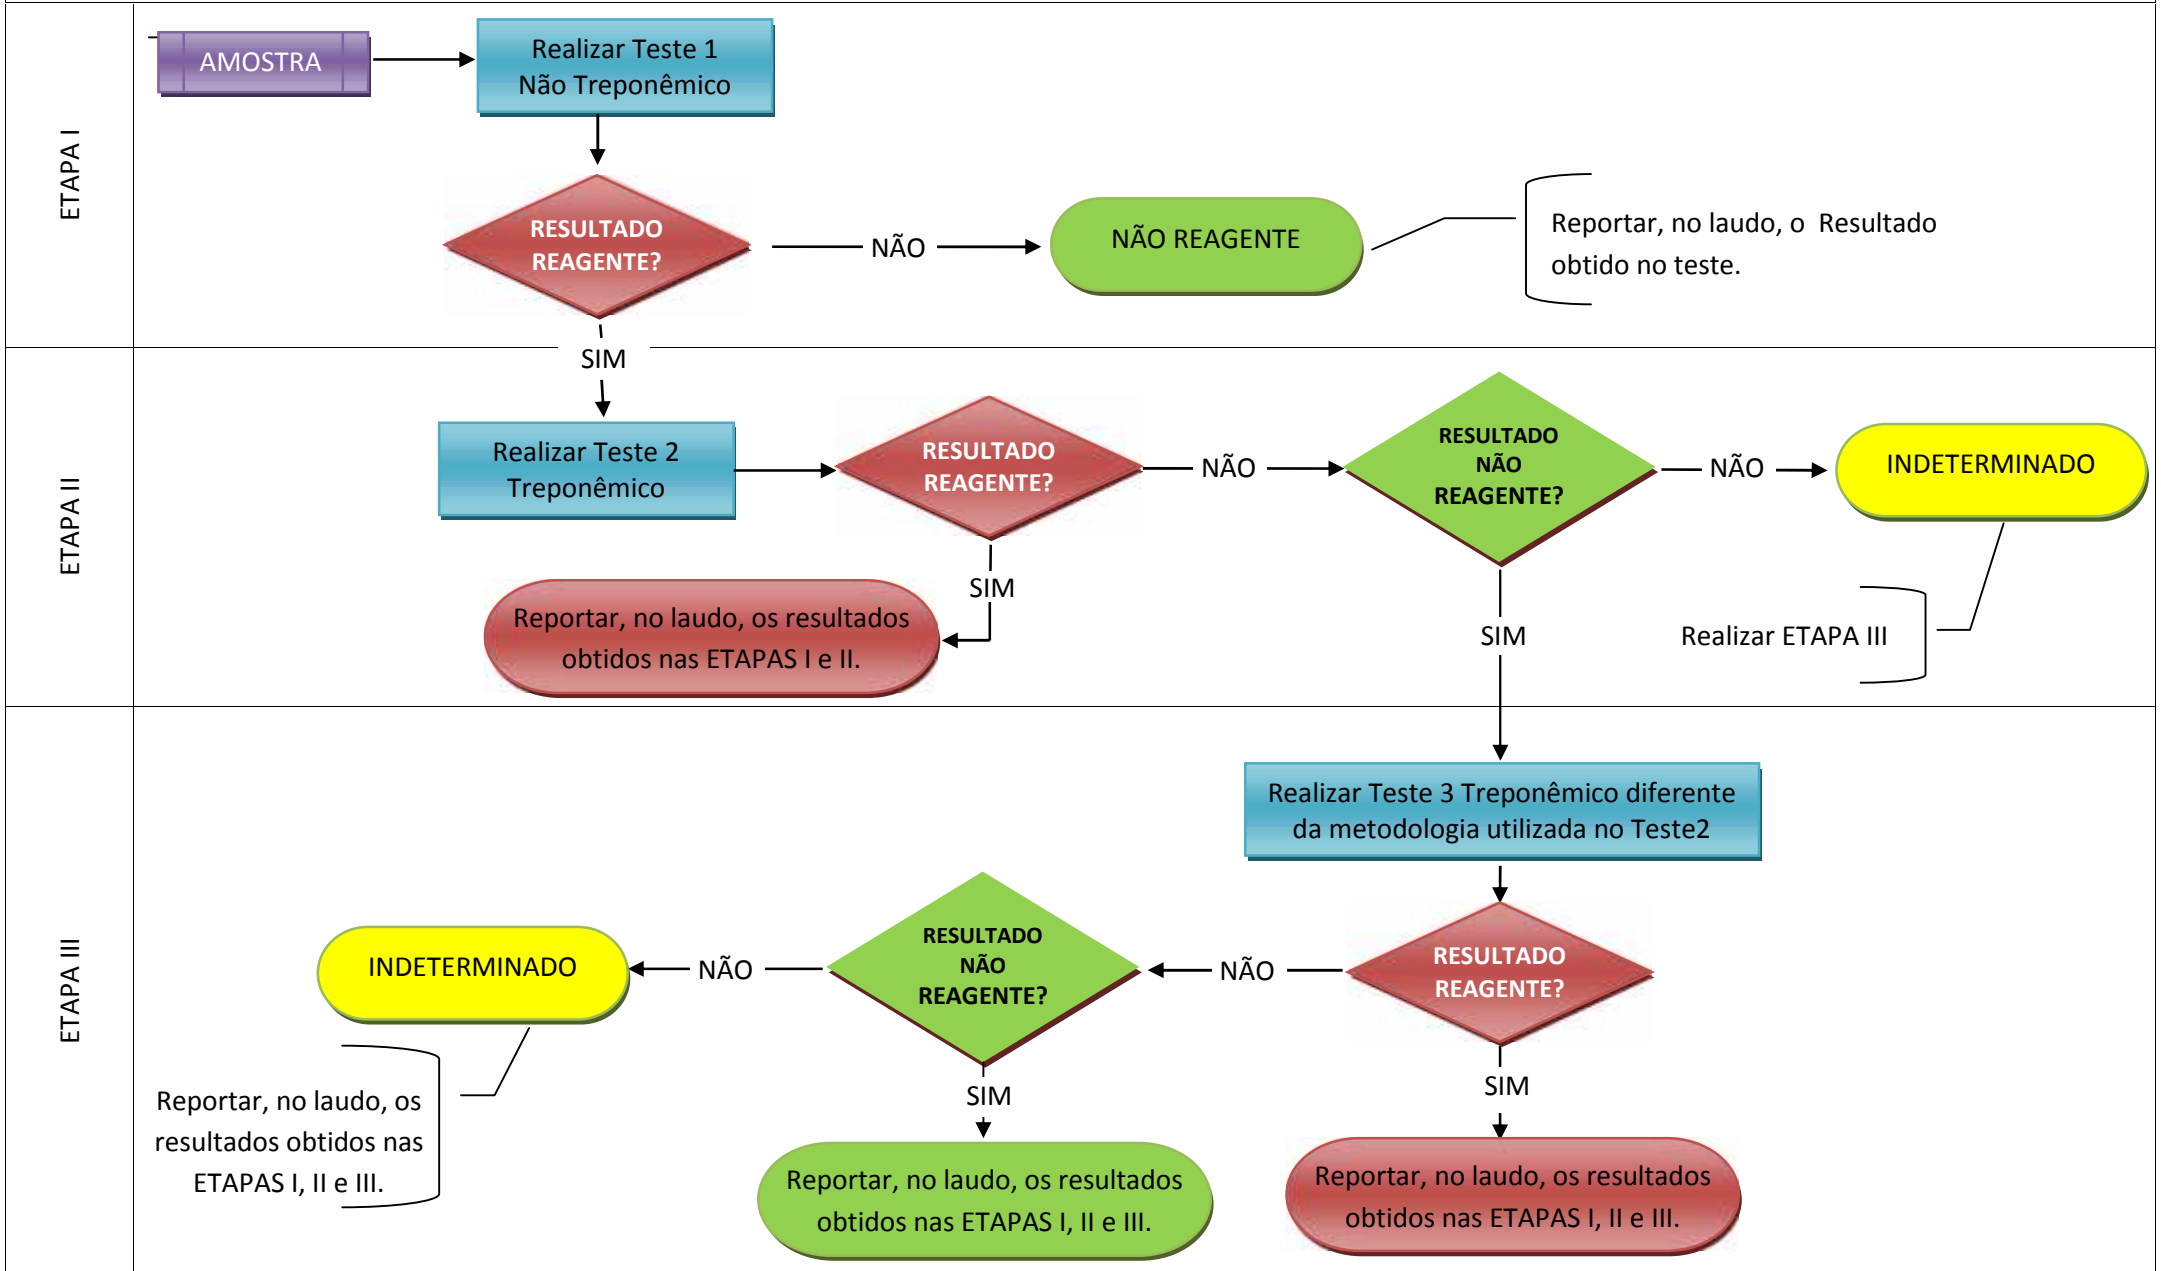 ETAPA I
AMOSTRA
Realizar Teste 1
Não Treponêmico
RESULTADO
REAGENTE?
NÃO
NÃO REAGENTE
Reportar, no laudo, o Resultado
obtido no teste.
SIM
ETAPA II
Realizar Teste 2
Treponêmico
RESULTADO
REAGENTE?
NÃO
RESULTADO
NÃO
REAGENTE?
NÃO
INDETERMINADO
SIM
Reportar, no laudo, os resultados
obtidos nas ETAPAS I e II.
SIM
Realizar ETAPA III
ETAPA III
Realizar Teste 3 Treponêmico diferente
da metodologia utilizada no Teste2
RESULTADO
REAGENTE?
NÃO
RESULTADO
NÃO
REAGENTE?
NÃO
INDETERMINADO
Reportar, no laudo, os
resultados obtidos nas
ETAPAS I, II e III.
SIM
Reportar, no laudo, os resultados
obtidos nas ETAPAS I, II e III.
SIM
Reportar, no laudo, os resultados
obtidos nas ETAPAS I, II e III.